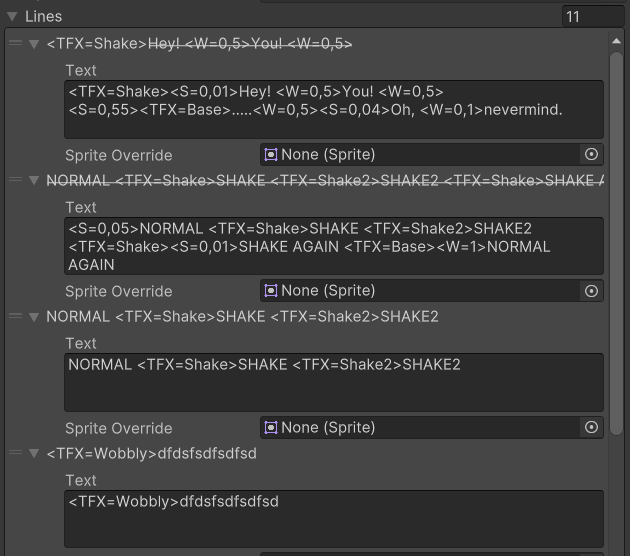 Lines 11
<TFX=Shake>Hey! <W=0,5>You! <W=0,5>
Text
<TFX=Shake><S=0,01>Hey! <W=0,5>You! <W=0,5>
<S=0,55><TFX=Base>.....<W=0,5><S=0,04>Oh, <W=0,1>nevermind.
Sprite Override None (Sprite)
NORMAL <TFX=Shake>SHAKE <TFX=Shake2>SHAKE2 <TFX=Shake>SHAKE A
Text
<S=0,05>NORMAL <TFX=Shake>SHAKE <TFX=Shake2>SHAKE2
<TFX=Shake><S=0,01>SHAKE AGAIN <TFX=Base><W=1>NORMAL
AGAIN
Sprite Override None (Sprite)
NORMAL <TFX=Shake>SHAKE <TFX=Shake2>SHAKE2
Text
NORMAL <TFX=Shake>SHAKE <TFX=Shake2>SHAKE2
Sprite Override None (Sprite)
<TFX=Wobbly>dfdsfsdfsdfsd
Text
<TFX=Wobbly>dfdsfsdfsdfsd